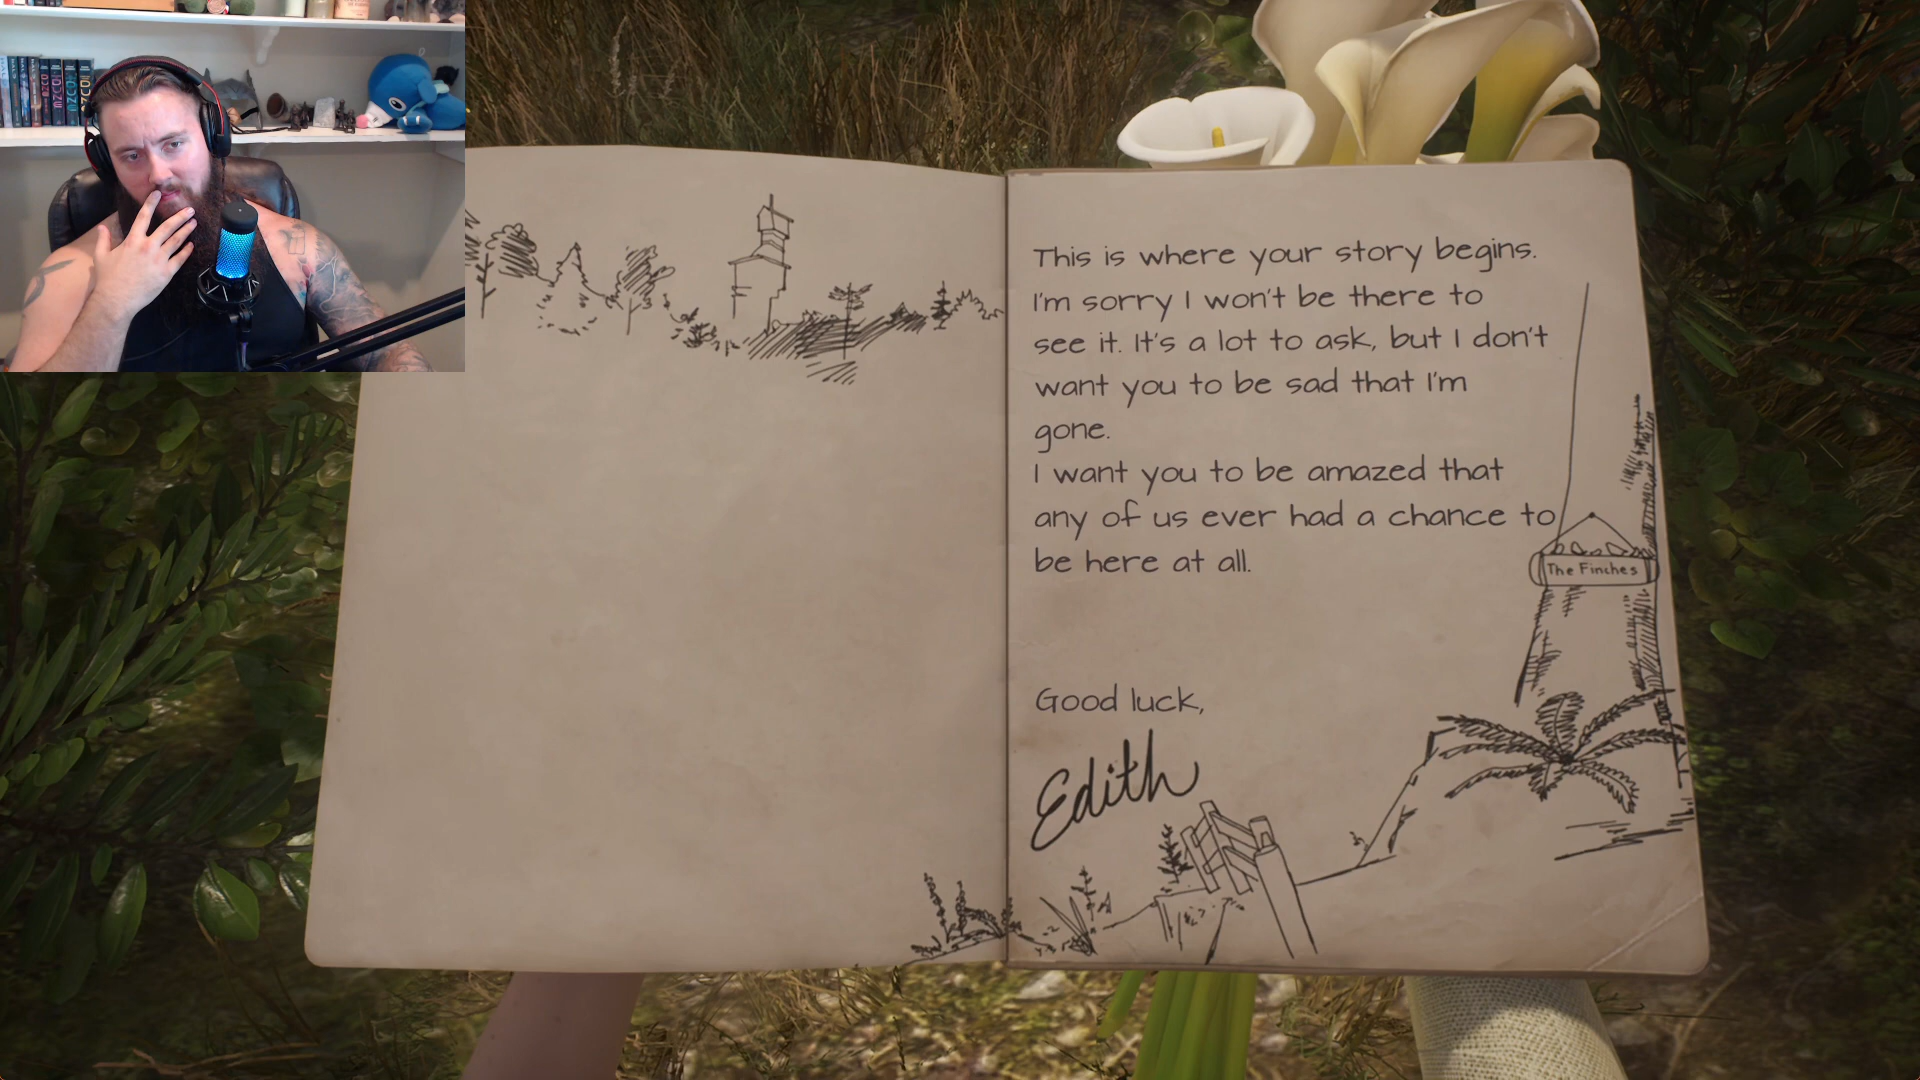 This is where your story begins.
I'm sorry I won't be there to
see it. It's a lot to ask, but I don't
want you to be sad that I'm
gone.
I want you to be amazed that
any of us ever had a chance to
be here at all.
The Finches
Good luck,
Edith